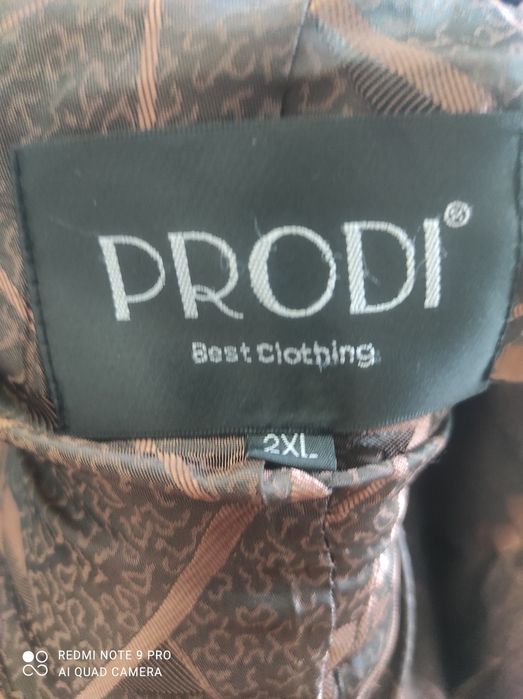 PRODI®
Best Clothing
2XL
REDMI NOTE 9 PRO
AI QUAD CAMERA